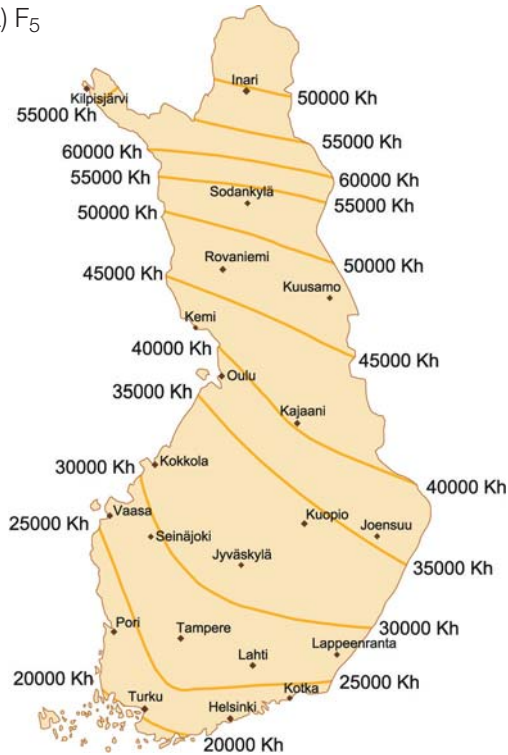 ) F5
Inari
50000 Kh
Kilpisjärvi
55000 Kh
55000 Kh
60000 Kh
60000 Kh
55000 Kh
Sodankylä
55000 Kh
50000 Kh
Rovaniemi
50000 Kh
45000 Kh
Kuusamo
Kemi
40000 Kh
45000 Kh
Oulu
35000 Kh
Kajaani
30000 Kh
Kokkola
40000 Kh
Vaasa
25000 Kh
Kuopio
Joensuu
Seinäjoki
Jyväskylä
35000 Kh
Pori
Tampere
30000 Kh
Lappeenranta
Lahti
20000 Kh
25000 Kh
Turku
Kotka
Helsinki
20000 Kh